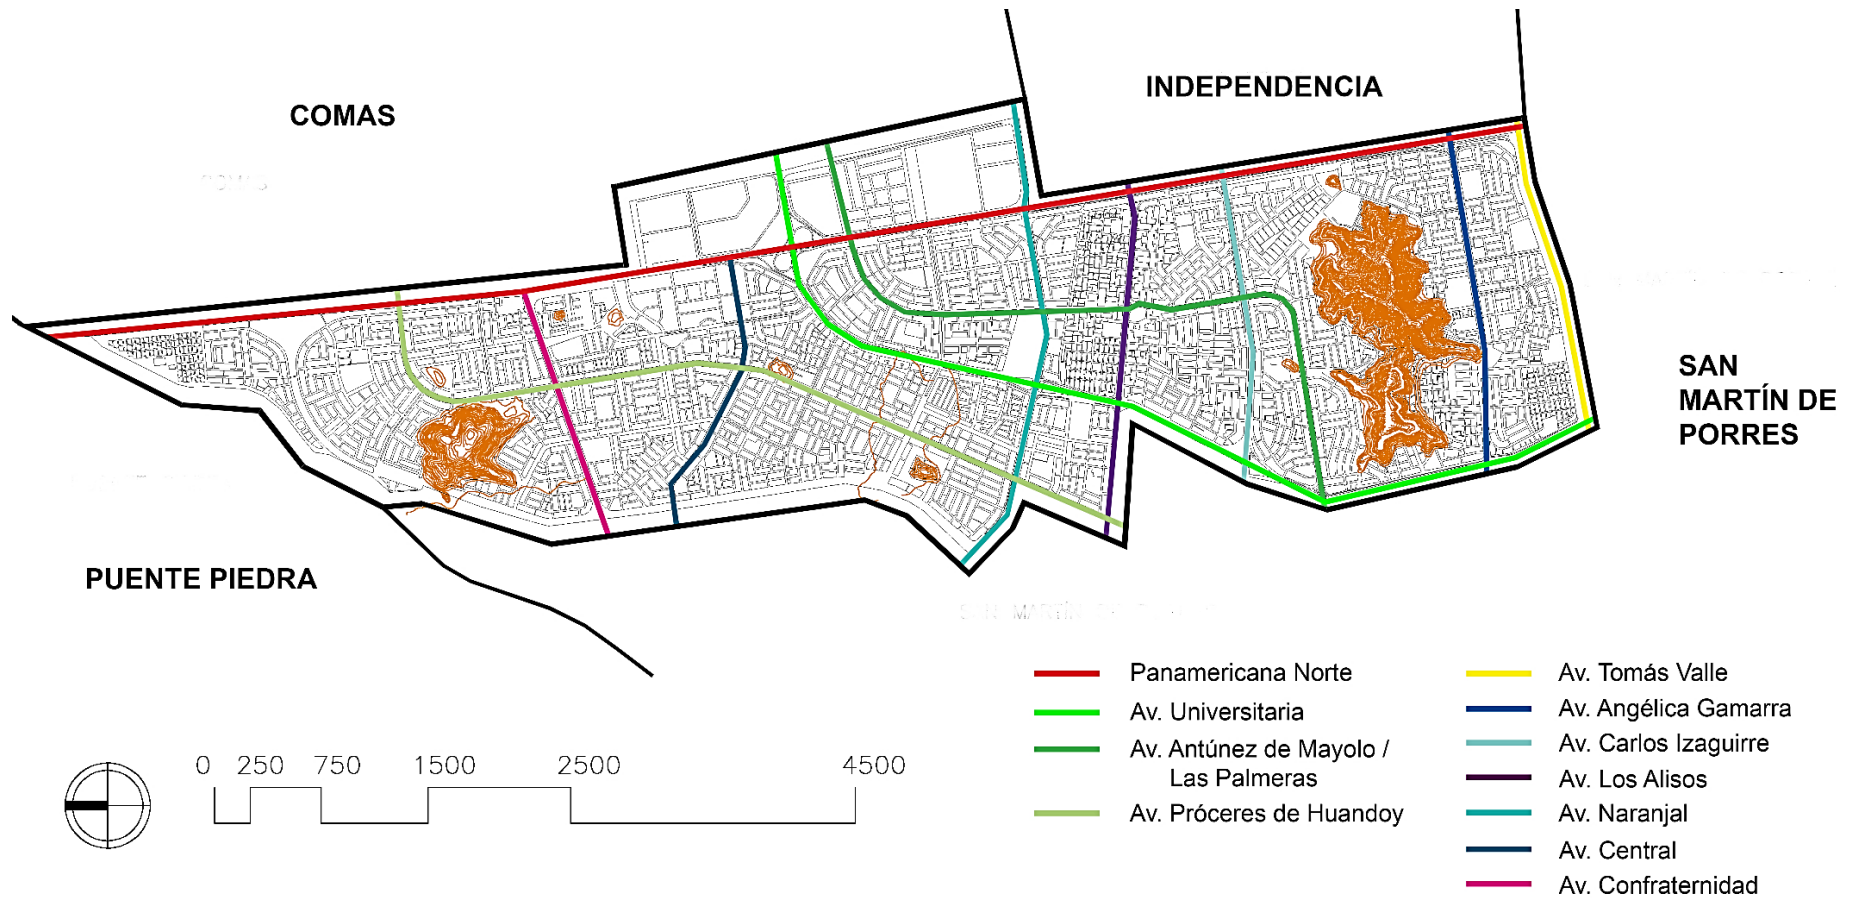 COMAS
INDEPENDENCIA
SAN
MARTÍN DE
PORRES
PUENTE PIEDRA
Panamericana Norte
Av. Universitaria
Av. Antúnez de Mayolo /
Las Palmeras
Av. Próceres de Huandoy
Av. Tomás Valle
Av. Angélica Gamarra
Av. Carlos Izaguirre
Av. Los Alisos
Av. Naranjal
Av. Central
Av. Confraternidad
0 250 750 1500 2500 4500